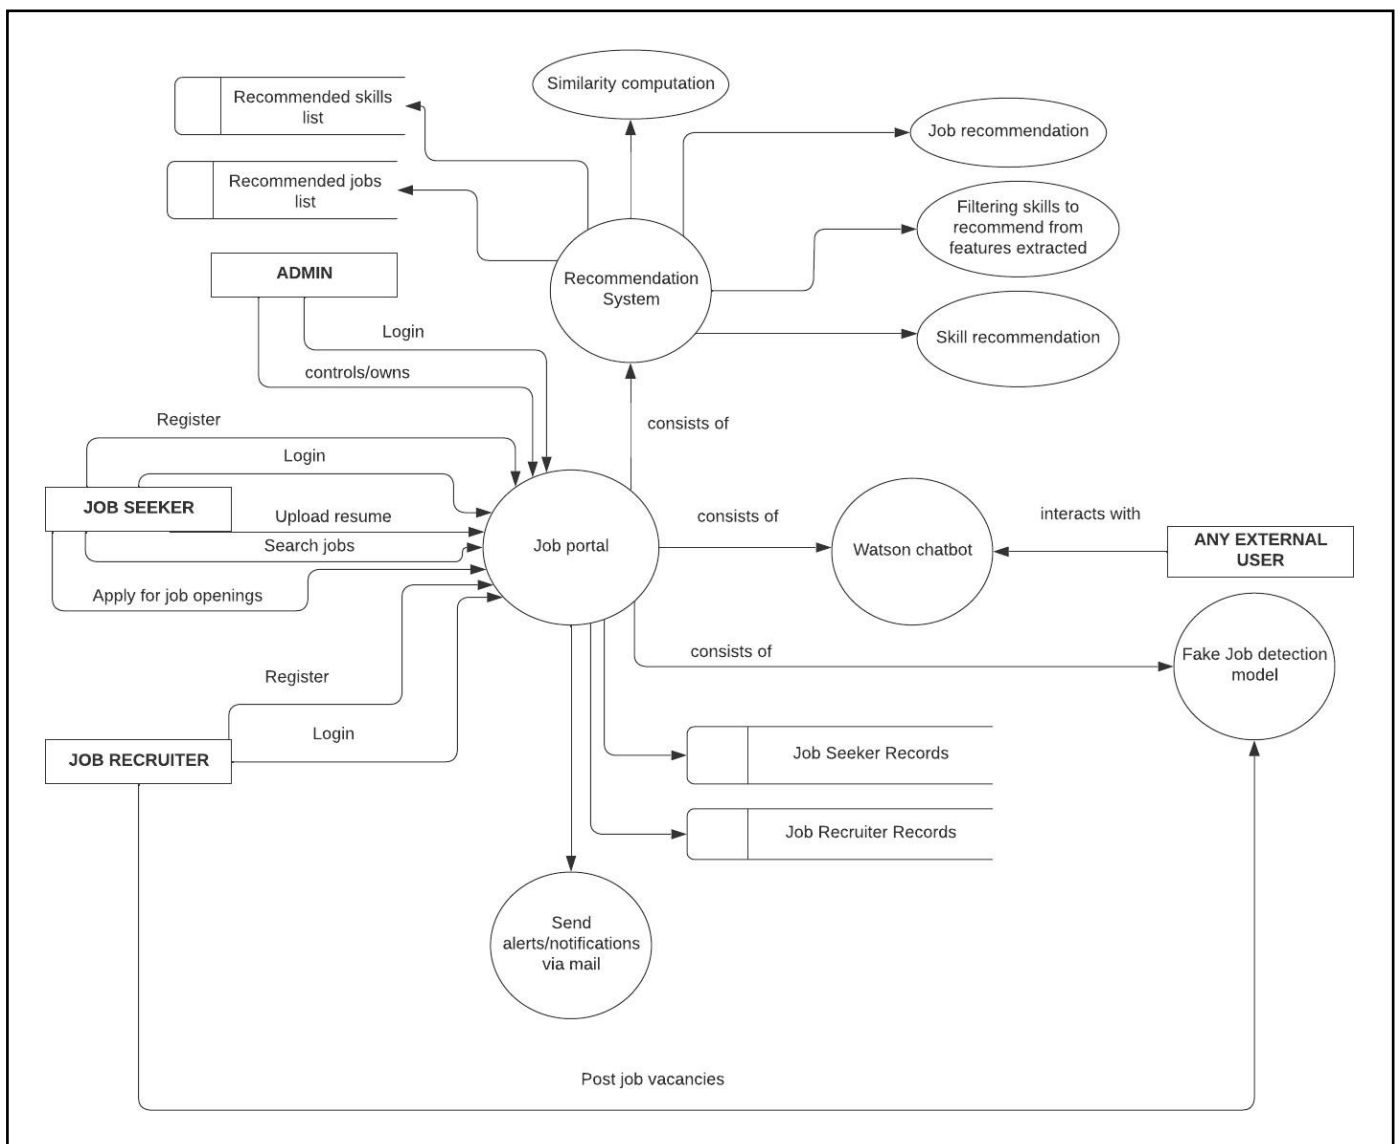 Similarity computation
Recommended skills
list
Job recommendation
Recommended jobs
list
Filtering skills to
recommend from
features extracted
ADMIN
Recommendation
System
Login
Skill recommendation
controls/owns
Register
consists of
Login
JOB SEEKER
Upload resume
consists of
interacts with
Search jobs
Job portal
Watson chatbot
ANY EXTERNAL
USER
Apply for job openings
consists of
Fake Job detection
model
Register
Login
JOB RECRUITER
Job Seeker Records
Job Recruiter Records
Send
alerts/notifications
via mail
Post job vacancies